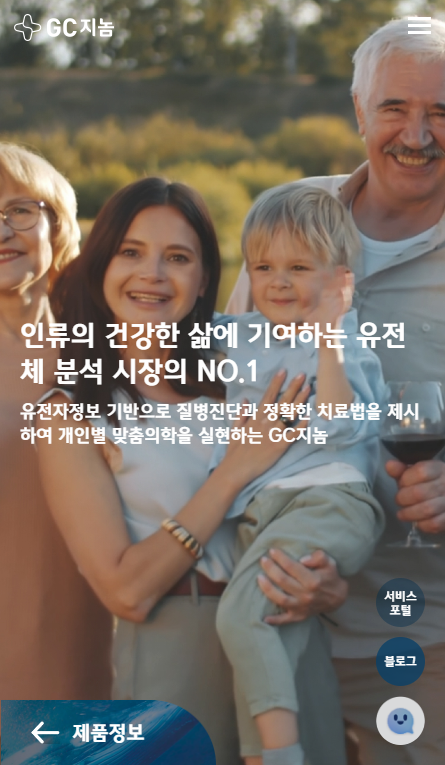 GC지놈
인류의 건강한 삶에 기여하는 유전
체 분석 시장의 NO.1
유전자정보 기반으로 질병진단과 정확한 치료법을 제시
하여 개인별 맞춤의학을 실현하는 GC지놈
서비스
포털
블로그
제품정보